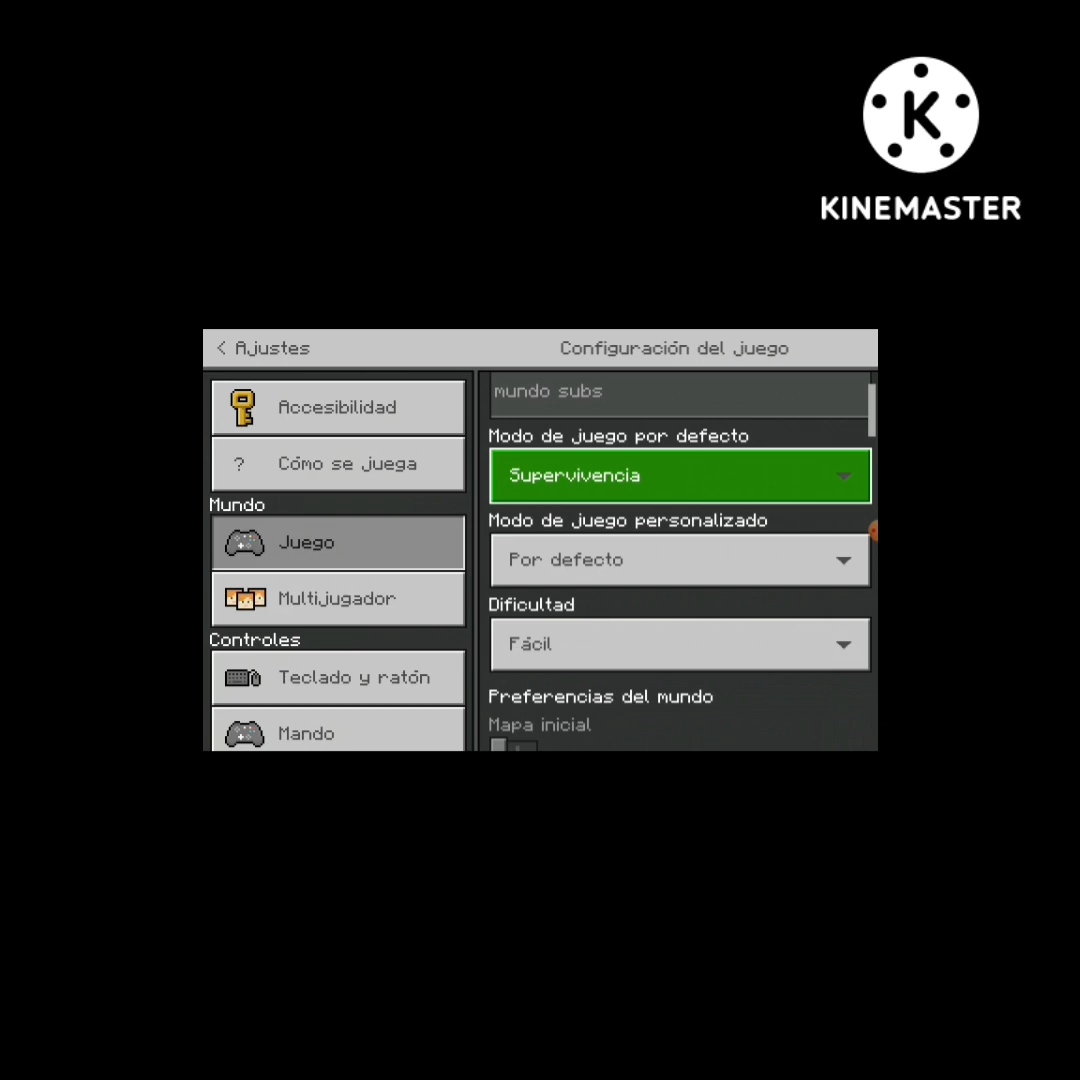 K
KINEMASTER
< Ajustes
Configuración del juego
Accesibilidad
? Cómo se juega
Mundo
Juego
Multijugador
Controles
Teclado y ratón
Mando
mundo subs
Modo de juego por defecto
Supervivencia
Modo de juego personalizado
Por defecto
Dificultad
Fácil
Preferencias del mundo
Mapa inicial